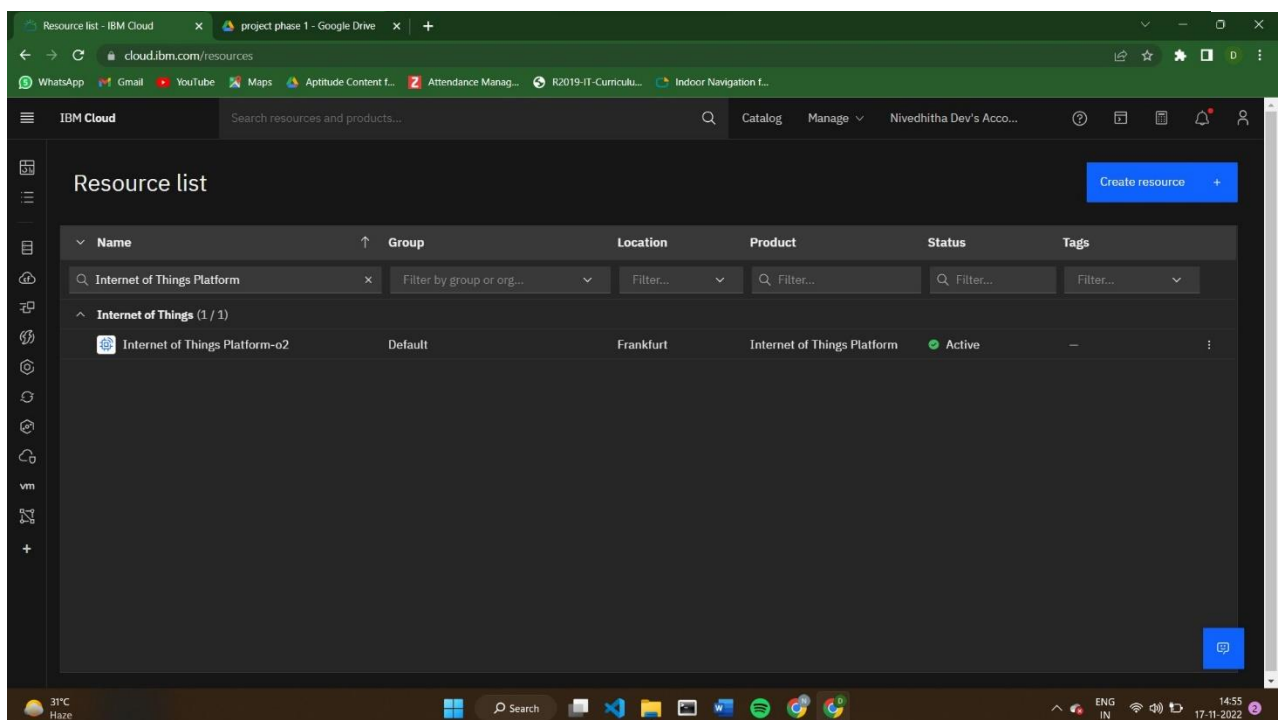 Resource list - IBM Cloud
project phase 1 - Google Drive
cloud.ibm.com/resources
D
WhatsApp Gmail YouTube Maps Aptitude Content f... Attendance Manag... R2019-IT-Curriculu... Indoor Navigation f...
IBM Cloud Search resources and products... Catalog Manage Nivedhitha Dev's Acco...
Resource list
Create resource +
Name Group Location Product Status Tags
Internet of Things Platform Filter by group or org... Filter... Filter... Filter... Filter...
Internet of Things (1 / 1)
Internet of Things Platform-o2 Default Frankfurt Internet of Things Platform Active –
vm
31°C
Haze
Search
ENG
IN
14:55
17-11-2022
2